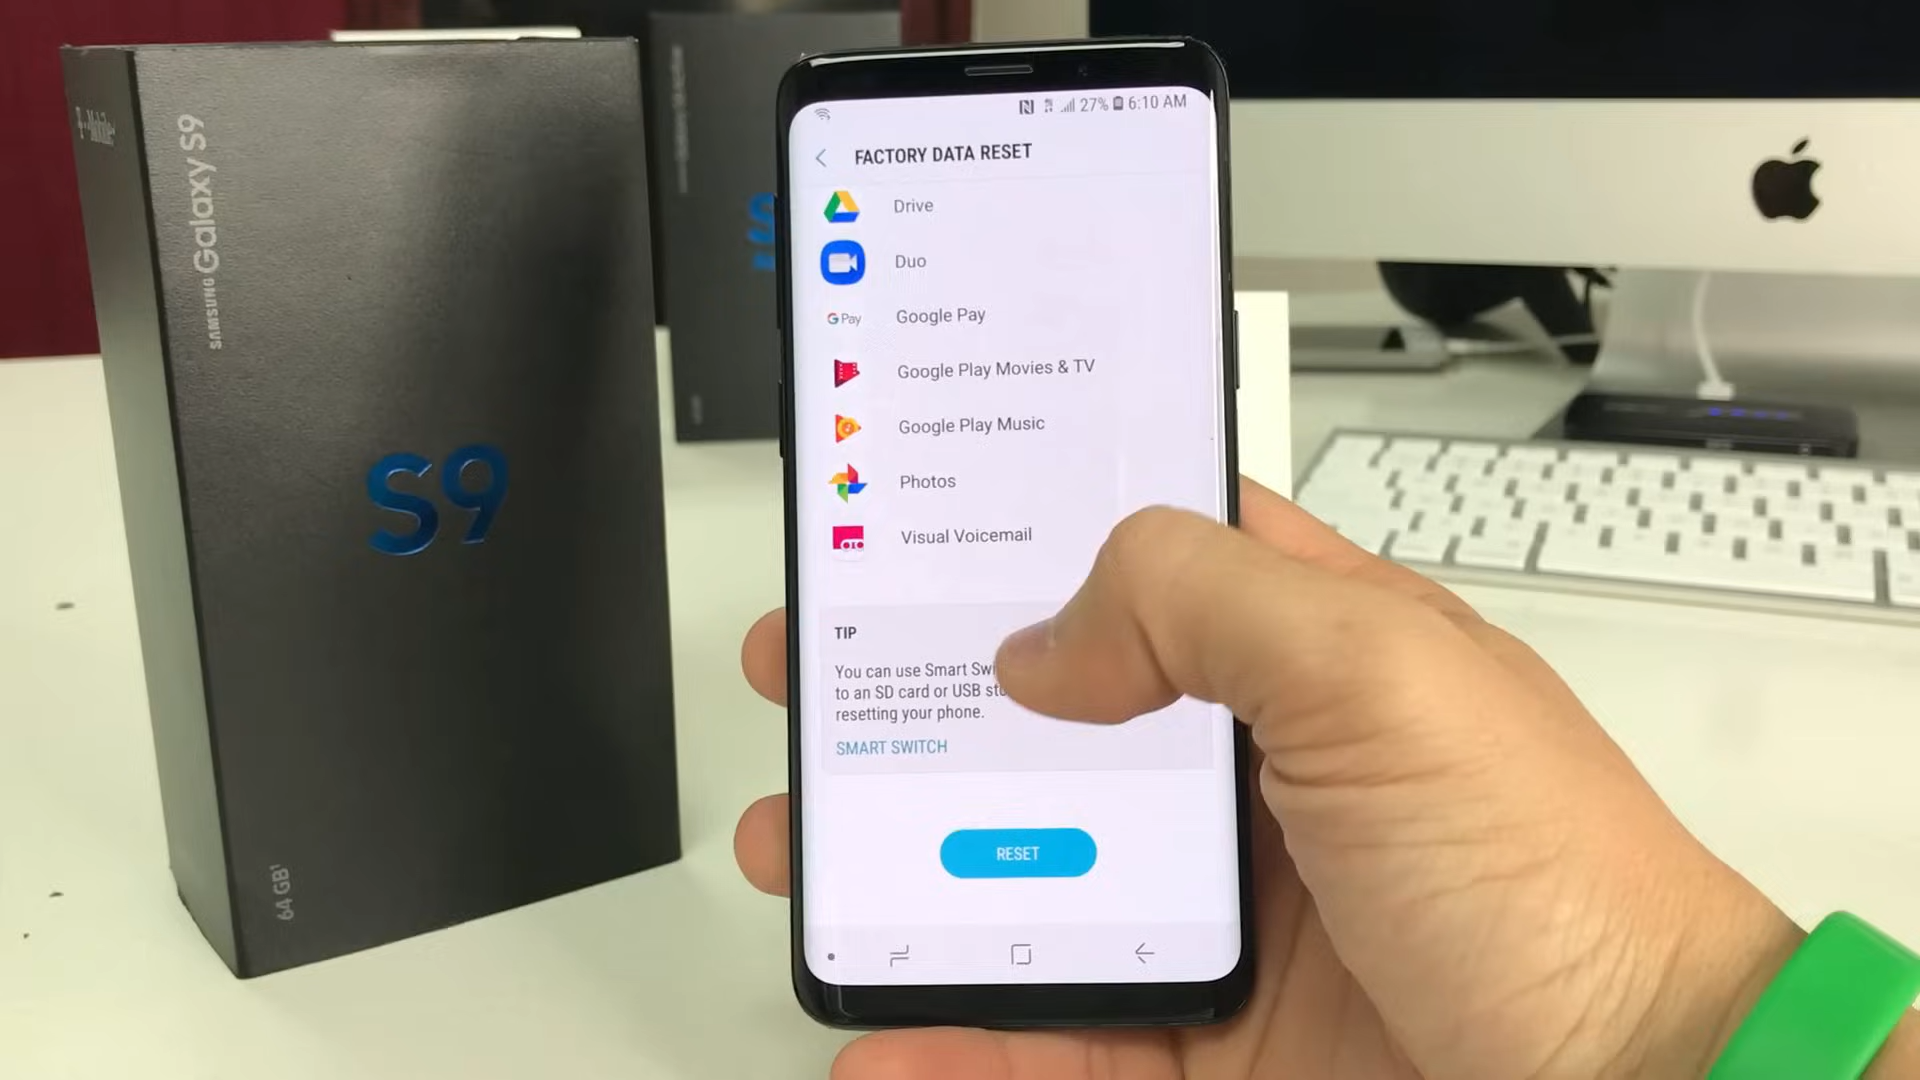 T-Mobile
SAMSUNG Galaxy S9
S9
64 GB
27% 6:10 AM
FACTORY DATA RESET
Drive
Duo
G Pay
Google Pay
Google Play Movies & TV
Google Play Music
Photos
Visual Voicemail
TIP
You can use Smart
to an SD card or USB
resetting your phone.
SMART SWITCH
RESET